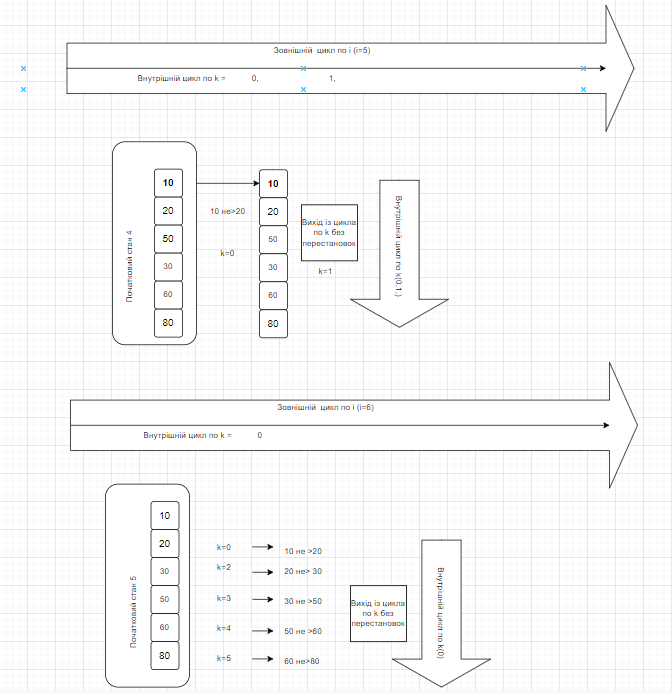 Зовнішній цикл по i (i=5)
Внутрішній цикл по k = 0, 1,
Початковий стан 4
10
20
50
30
60
80
10 не>20
k=0
10
20
50
30
60
80
Вихід із цикла
по k без
перестановок
k=1
Внутрішній цикл по k(0,1,)
Зовнішній цикл по i (i=6)
Внутрішній цикл по k = 0
Початковий стан 5
10
20
30
50
60
80
k=0 10 не >20
k=2 20 не> 30
k=3 30 не >50
k=4 50 не >60
k=5 60 не>80
Вихід із цикла
по k без
перестановок
Внутрішній цикл по k(0)